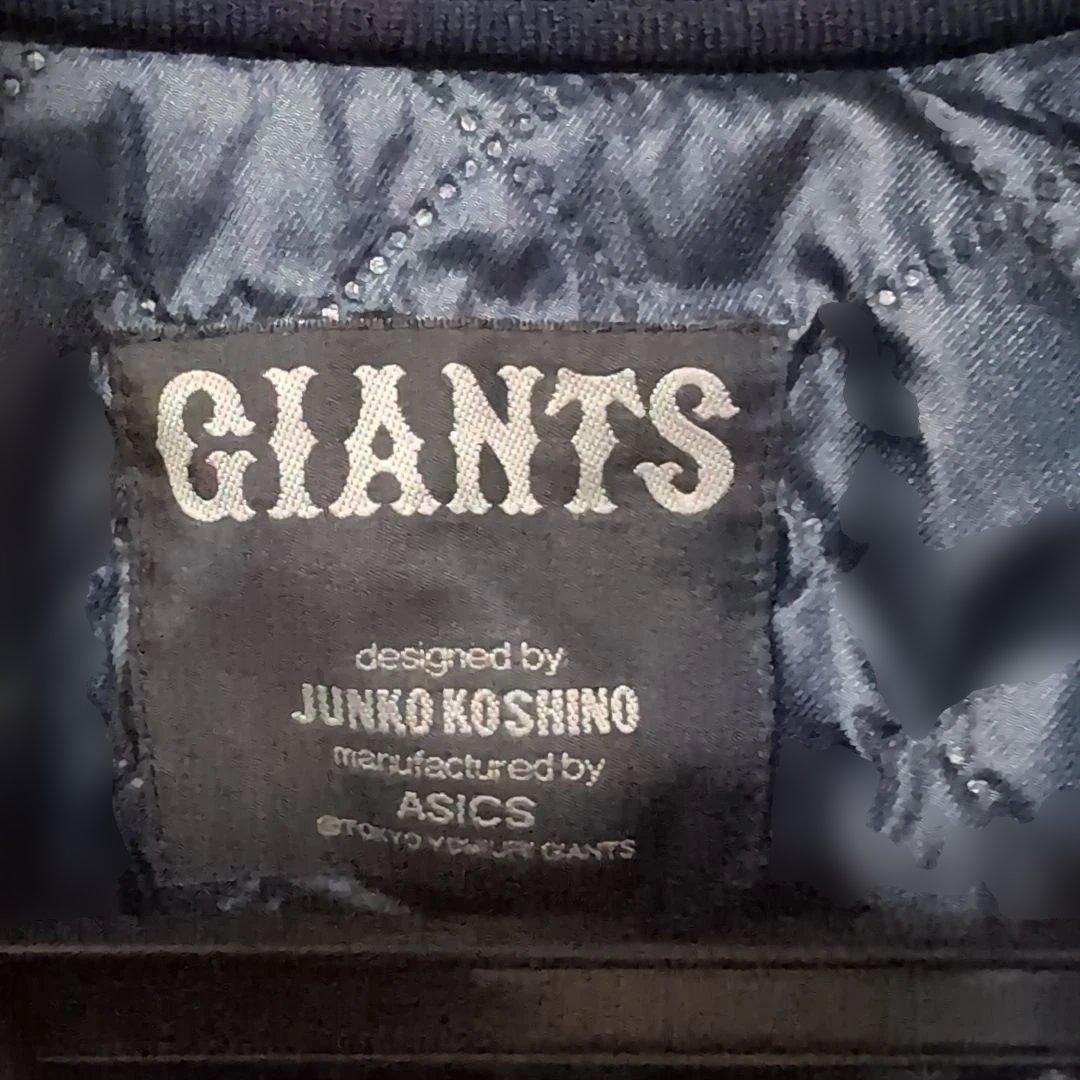 GIANTS
designed by
JUNKO KOSHINO
manufactured by
ASICS
©TOKYO YOMIURI GIANTS